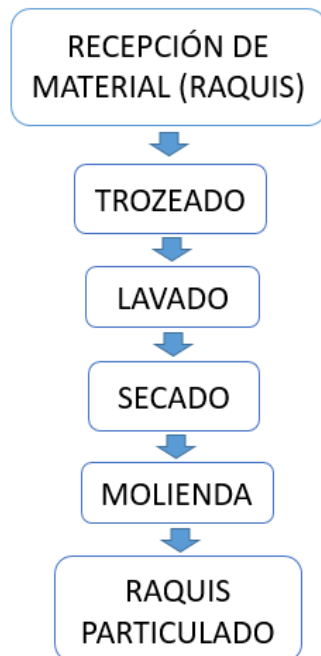 RECEPCIÓN DE
MATERIAL (RAQUIS)
TROZEADO
LAVADO
SECADO
MOLIENDA
RAQUIS
PARTICULADO